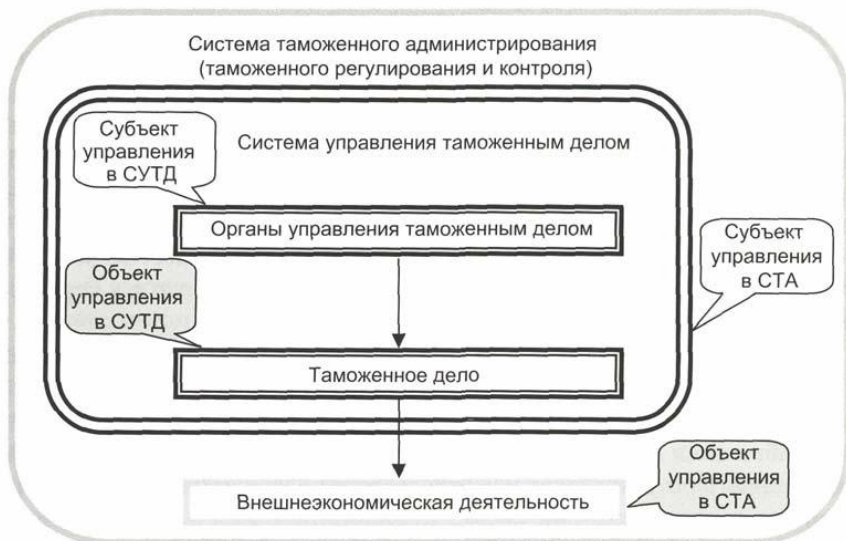 Система таможенного администрирования
(таможенного регулирования и контроля)
Субъект
управления
в СУТД
Система управления таможенным делом
Органы управления таможенным делом
Субъект
управления
в СТА
Объект
управления
в СУТД
Таможенное дело
Объект
управления
в СТА
Внешнеэкономическая деятельность